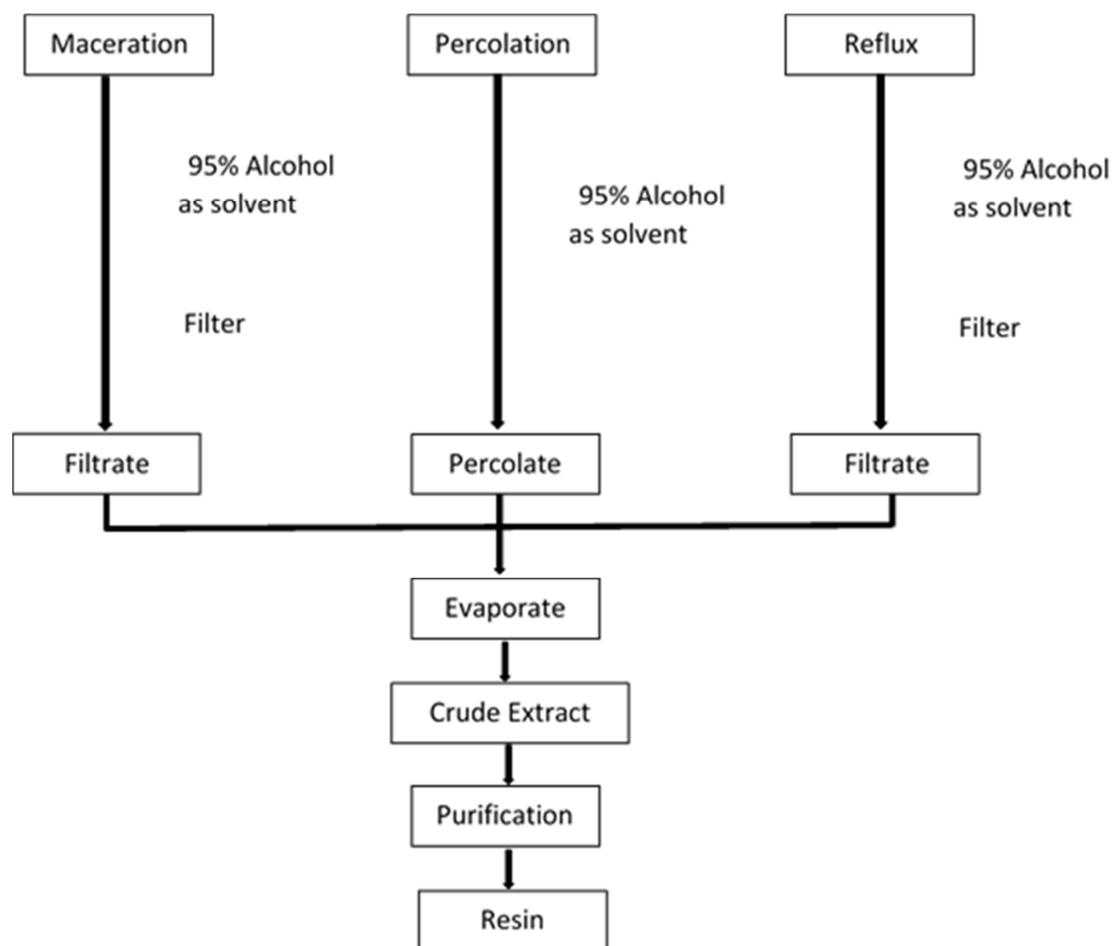 Maceration
Percolation
Reflux
95% Alcohol
as solvent
95% Alcohol
as solvent
95% Alcohol
as solvent
Filter
Filter
Filtrate
Percolate
Filtrate
Evaporate
Crude Extract
Purification
Resin